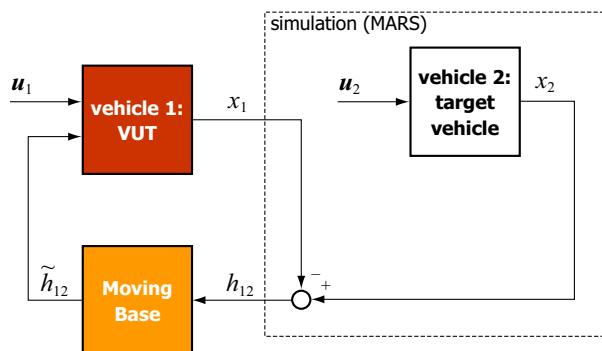 simulation (MARS)
u1
vehicle 1:
VUT
x1
u2
vehicle 2:
target
vehicle
x2
h̃12
Moving
Base
h12
−
+